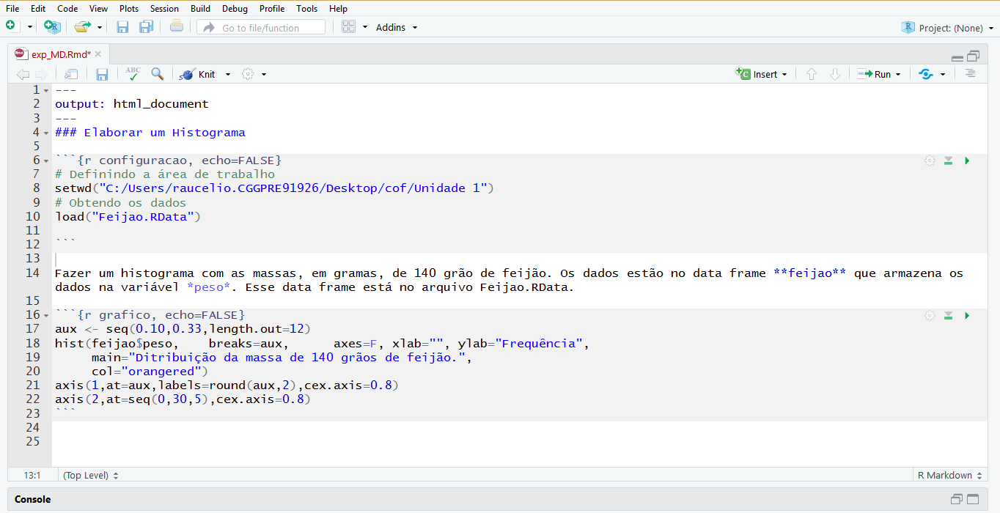 File Edit Code View Plots Session Build Debug Profile Tools Help
Go to file/function Addins Project: (None)
exp_MD.Rmd*
ABC Knit Insert Run
1 ---
2 output: html_document
3 ---
4 ### Elaborar um Histograma
5
6 ```{r configuracao, echo=FALSE}
7 # Definindo a área de trabalho
8 setwd("C:/Users/raucelio.CGGPRE91926/Desktop/cof/Unidade 1")
9 # Obtendo os dados
10 load("Feijao.RData")
11
12 ```
13
14 Fazer um histograma com as massas, em gramas, de 140 grão de feijão. Os dados estão no data frame **feijao** que armazena os
dados na variável *peso*. Esse data frame está no arquivo Feijao.RData.
15
16 ```{r grafico, echo=FALSE}
17 aux <- seq(0.10,0.33,length.out=12)
18 hist(feijao$peso,    breaks=aux,      axes=F, xlab="", ylab="Frequência",
19      main="Ditribuição da massa de 140 grãos de feijão.",
20      col="orangered")
21 axis(1,at=aux,labels=round(aux,2),cex.axis=0.8)
22 axis(2,at=seq(0,30,5),cex.axis=0.8)
23 ```
24
25
13:1 (Top Level) R Markdown
Console